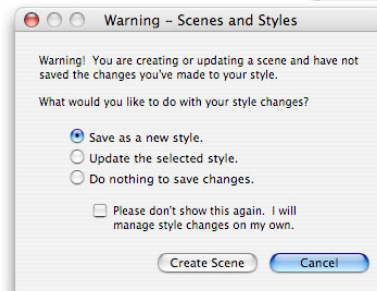 Warning - Scenes and Styles
Warning! You are creating or updating a scene and have not
saved the changes you've made to your style.
What would you like to do with your style changes?
Save as a new style.
Update the selected style.
Do nothing to save changes.
Please don't show this again. I will
manage style changes on my own.
Create Scene
Cancel